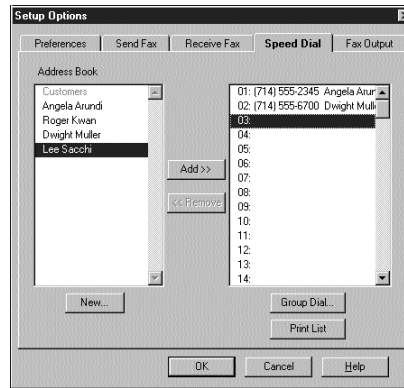 Setup Options
Preferences Send Fax Receive Fax Speed Dial Fax Output
Address Book
Customers
Angela Arundi
Roger Kwan
Dwight Muller
Lee Sacchi
Add >>
<< Remove
01: (714) 555-2345 Angela Arun
02: (714) 555-6700 Dwight Mulle
03:
04:
05:
06:
07:
08:
09:
10:
11:
12:
13:
14:
New...
Group Dial...
Print List
OK Cancel Help